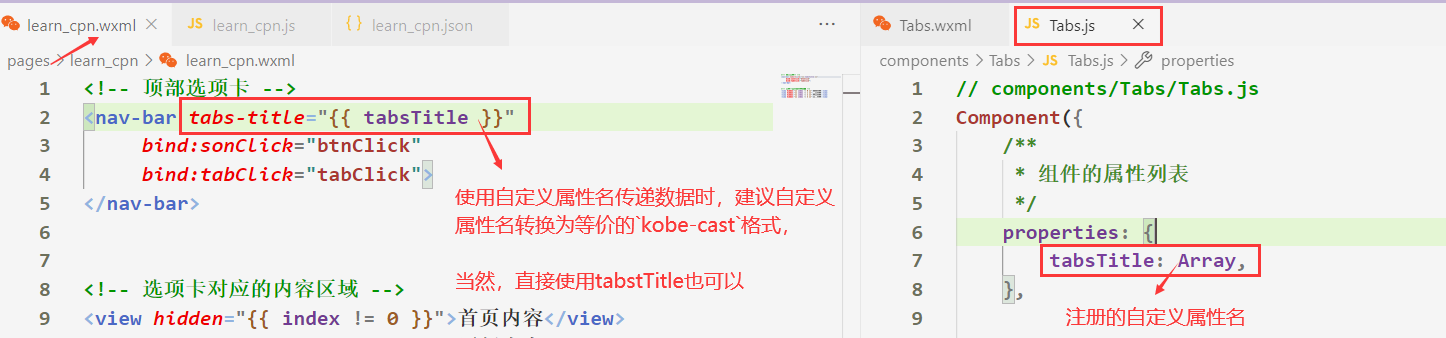 learn_cpn.wxml
JS learn_cpn.js
{} learn_cpn.json
...
pages > learn_cpn > learn_cpn.wxml
1 <!-- 顶部选项卡 -->
2 <nav-bar tabs-title="{{ tabsTitle }}"
3 bind:sonClick="btnClick"
4 bind:tabClick="tabClick">
5 </nav-bar>
6
7
8 <!-- 选项卡对应的内容区域 -->
9 <view hidden="{{ index != 0 }}">首页内容</view>
使用自定义属性名传递数据时，建议自定义
属性名转换为等价的`kobe-cast`格式，
当然，直接使用tabstTitle也可以
Tabs.wxml
JS Tabs.js
components > Tabs > JS Tabs.js > properties
1 // components/Tabs/Tabs.js
2 Component({
3 /**
4 * 组件的属性列表
5 */
6 properties: {
7 tabsTitle: Array,
8 },
9
注册的自定义属性名